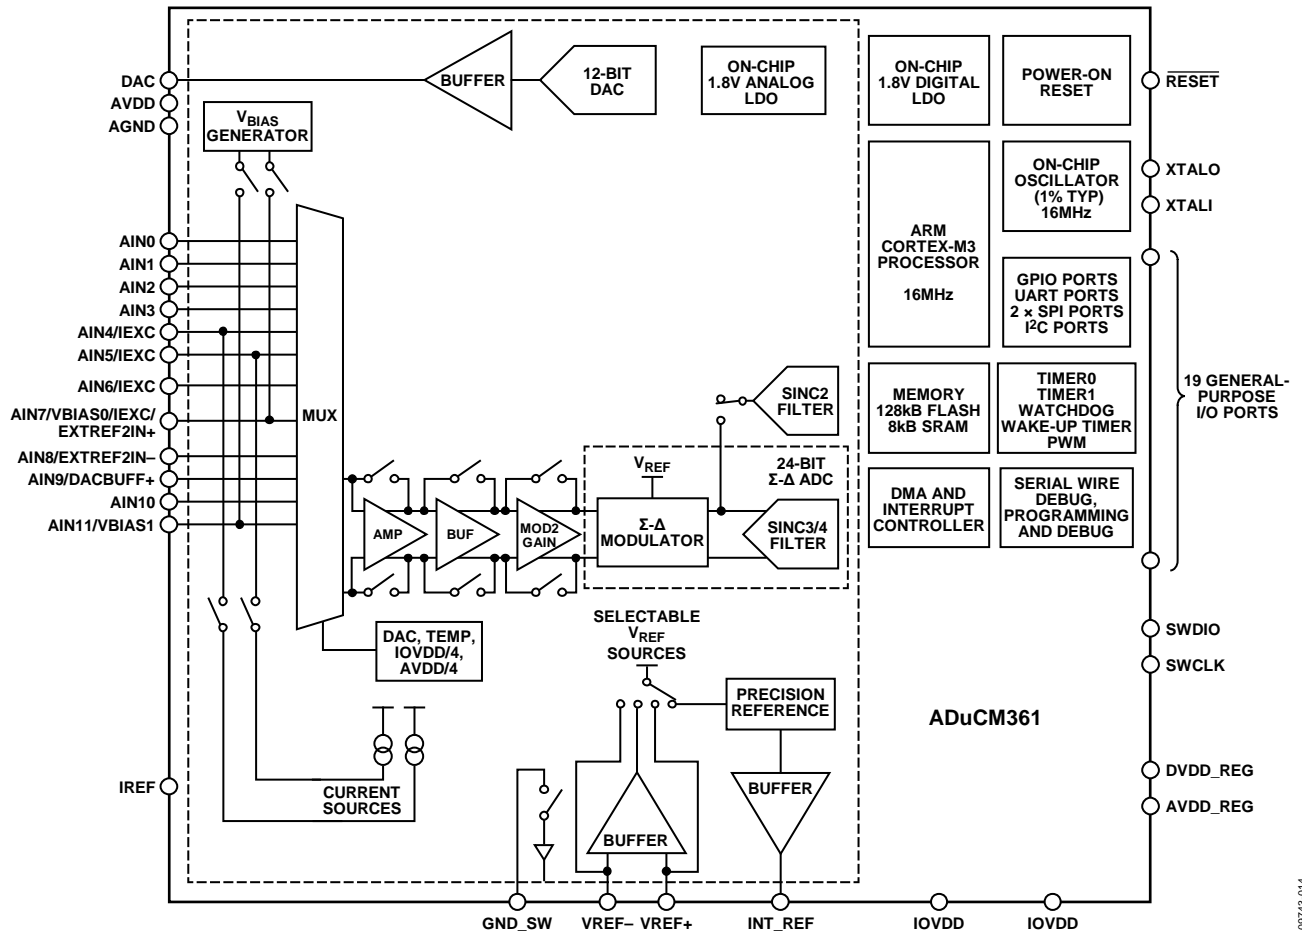 DAC
AVDD
AGND
VBIAS
GENERATOR
BUFFER
12-BIT
DAC
ON-CHIP
1.8V ANALOG
LDO
ON-CHIP
1.8V DIGITAL
LDO
POWER-ON
RESET
RESET
ARM
CORTEX-M3
PROCESSOR
16MHz
ON-CHIP
OSCILLATOR
(1% TYP)
16MHz
XTALO
XTALI
GPIO PORTS
UART PORTS
2 × SPI PORTS
I2C PORTS
19 GENERAL-
PURPOSE
I/O PORTS
AIN0
AIN1
AIN2
AIN3
AIN4/IEXC
AIN5/IEXC
AIN6/IEXC
AIN7/VBIAS0/IEXC/
EXTREF2IN+
AIN8/EXTREF2IN–
AIN9/DACBUFF+
AIN10
AIN11/VBIAS1
MUX
SINC2
FILTER
MEMORY
128kB FLASH
8kB SRAM
TIMER0
TIMER1
WATCHDOG
WAKE-UP TIMER
PWM
AMP
BUF
MOD2
GAIN
VREF
24-BIT
Σ-Δ ADC
Σ-Δ
MODULATOR
SINC3/4
FILTER
DMA AND
INTERRUPT
CONTROLLER
SERIAL WIRE
DEBUG,
PROGRAMMING
AND DEBUG
DAC, TEMP,
IOVDD/4,
AVDD/4
SELECTABLE
VREF
SOURCES
PRECISION
REFERENCE
SWDIO
SWCLK
ADuCM361
IREF
CURRENT
SOURCES
BUFFER
BUFFER
DVDD_REG
AVDD_REG
GND_SW
VREF–
VREF+
INT_REF
IOVDD
IOVDD
09743-014